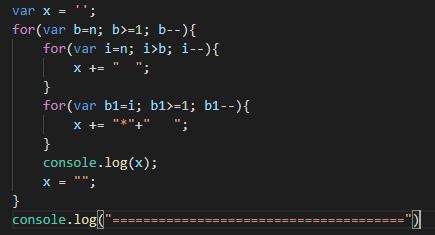 var x = '';
for(var b=n; b>=1; b--){
    for(var i=n; i>b; i--){
        x += "  ";
    }
    for(var b1=i; b1>=1; b1--){
        x += "*"+"   ";
    }
    console.log(x);
    x = "";
}
console.log("======================================")